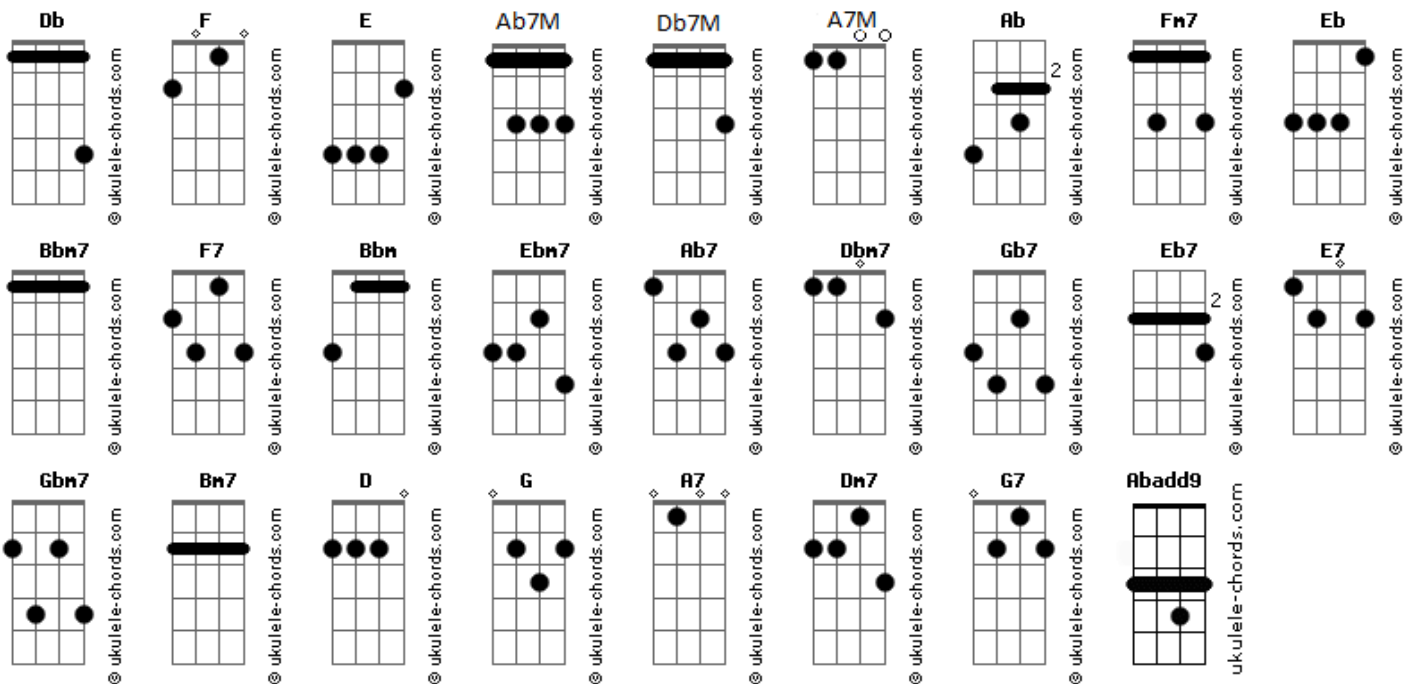 Db F E Ab7M Db7M A7M Ab Fm7 Eb
2
© ukulele-chords.com © ukulele-chords.com © ukulele-chords.com © ukulele-chords.com © ukulele-chords.com © ukulele-chords.com © ukulele-chords.com © ukulele-chords.com © ukulele-chords.com
Bbm7 F7 Bbm Ebm7 Ab7 Dbm7 Gb7 Eb7 E7
2
© ukulele-chords.com © ukulele-chords.com © ukulele-chords.com © ukulele-chords.com © ukulele-chords.com © ukulele-chords.com © ukulele-chords.com © ukulele-chords.com © ukulele-chords.com
Gbm7 Bm7 D G A7 Dm7 G7 Abadd9
© ukulele-chords.com © ukulele-chords.com © ukulele-chords.com © ukulele-chords.com © ukulele-chords.com © ukulele-chords.com © ukulele-chords.com ukulele-chords.com